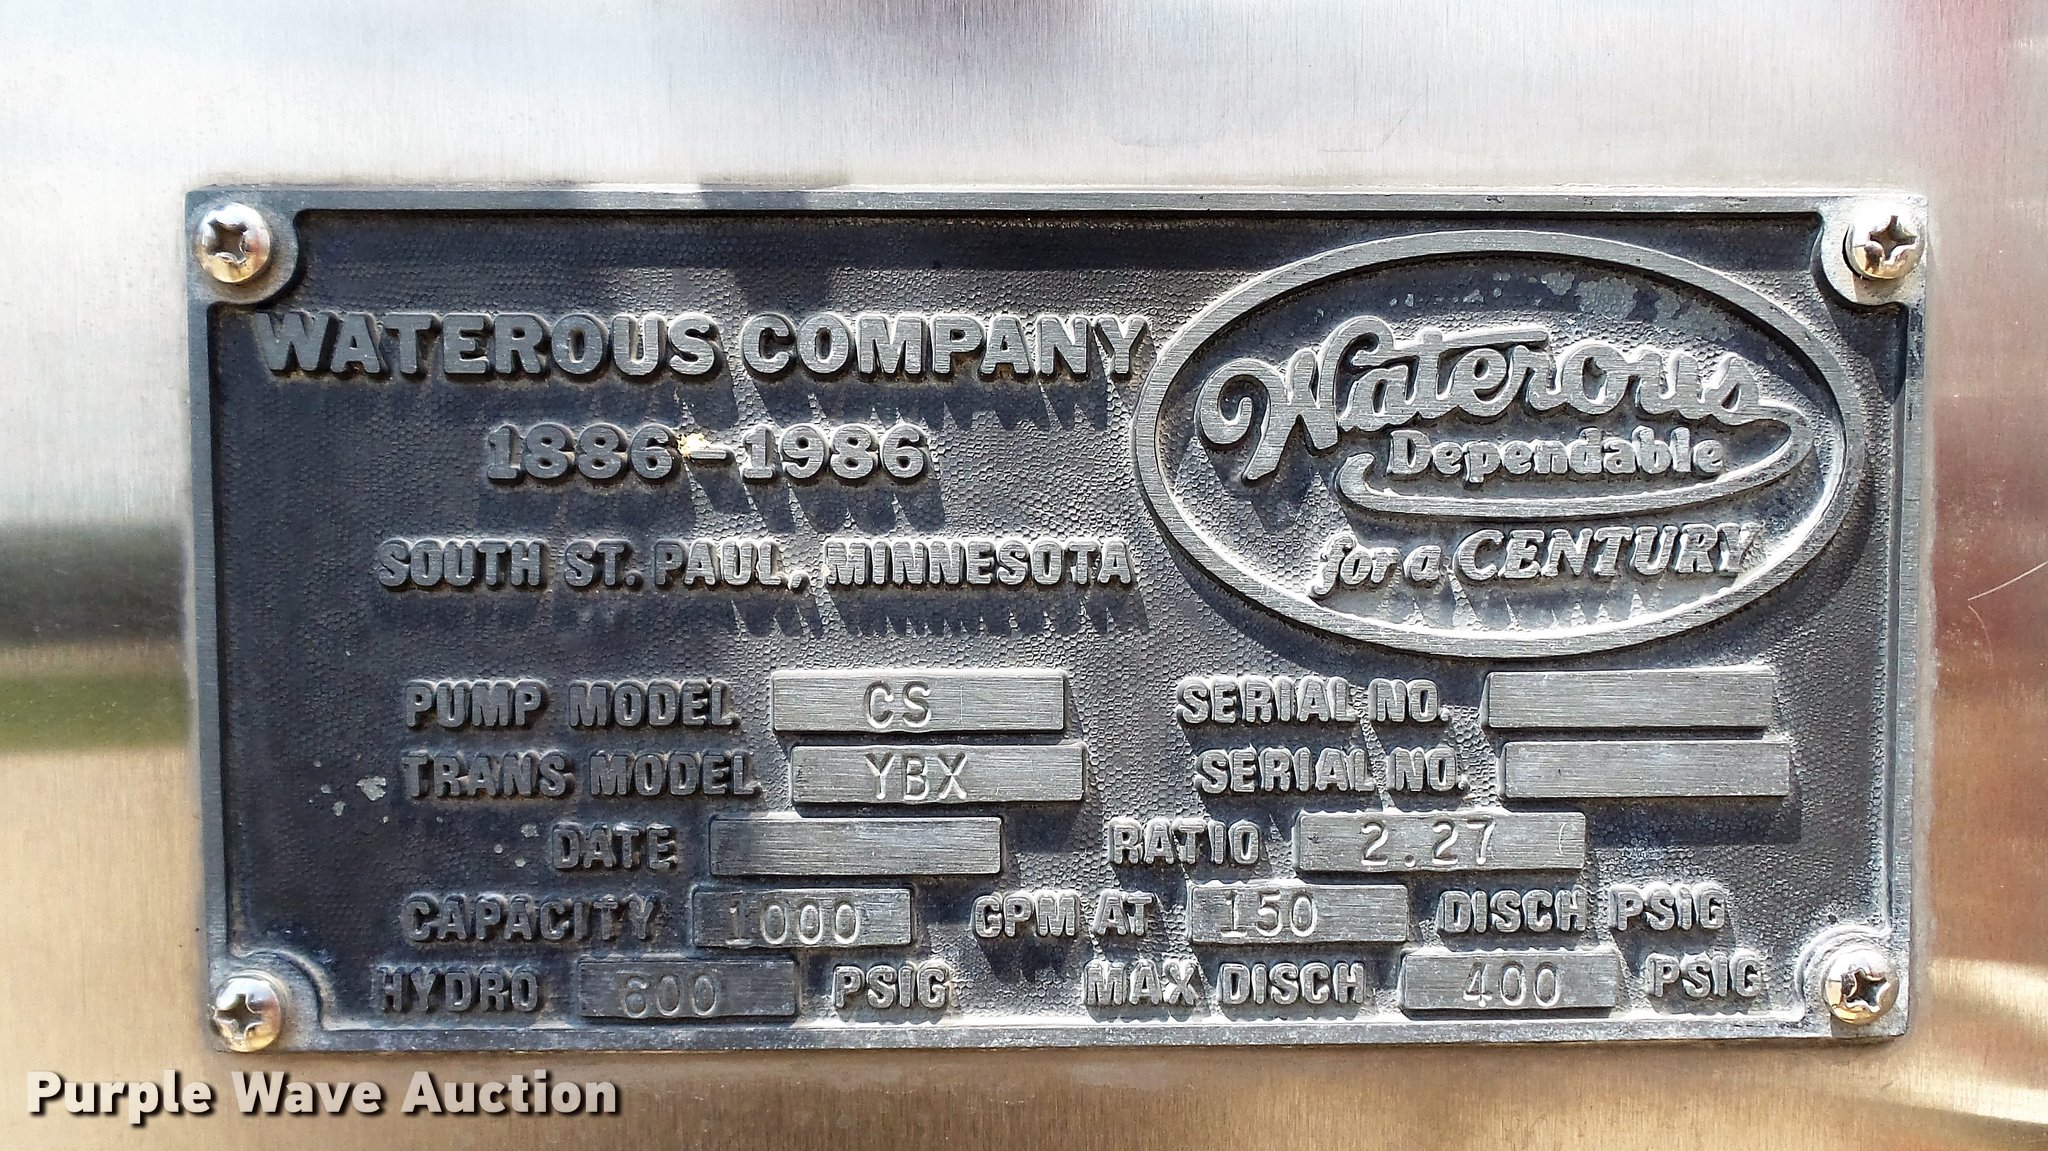 WATEROUS COMPANY
1886-1986
SOUTH ST. PAUL, MINNESOTA
Waterous
Dependable
for a CENTURY
PUMP MODEL CS SERIAL NO.
TRANS MODEL YBX SERIAL NO.
DATE RATIO 2.27
CAPACITY 1000 GPM AT 150 DISCH PSIG
HYDRO 600 PSIG MAX DISCH 400 PSIG
Purple Wave Auction